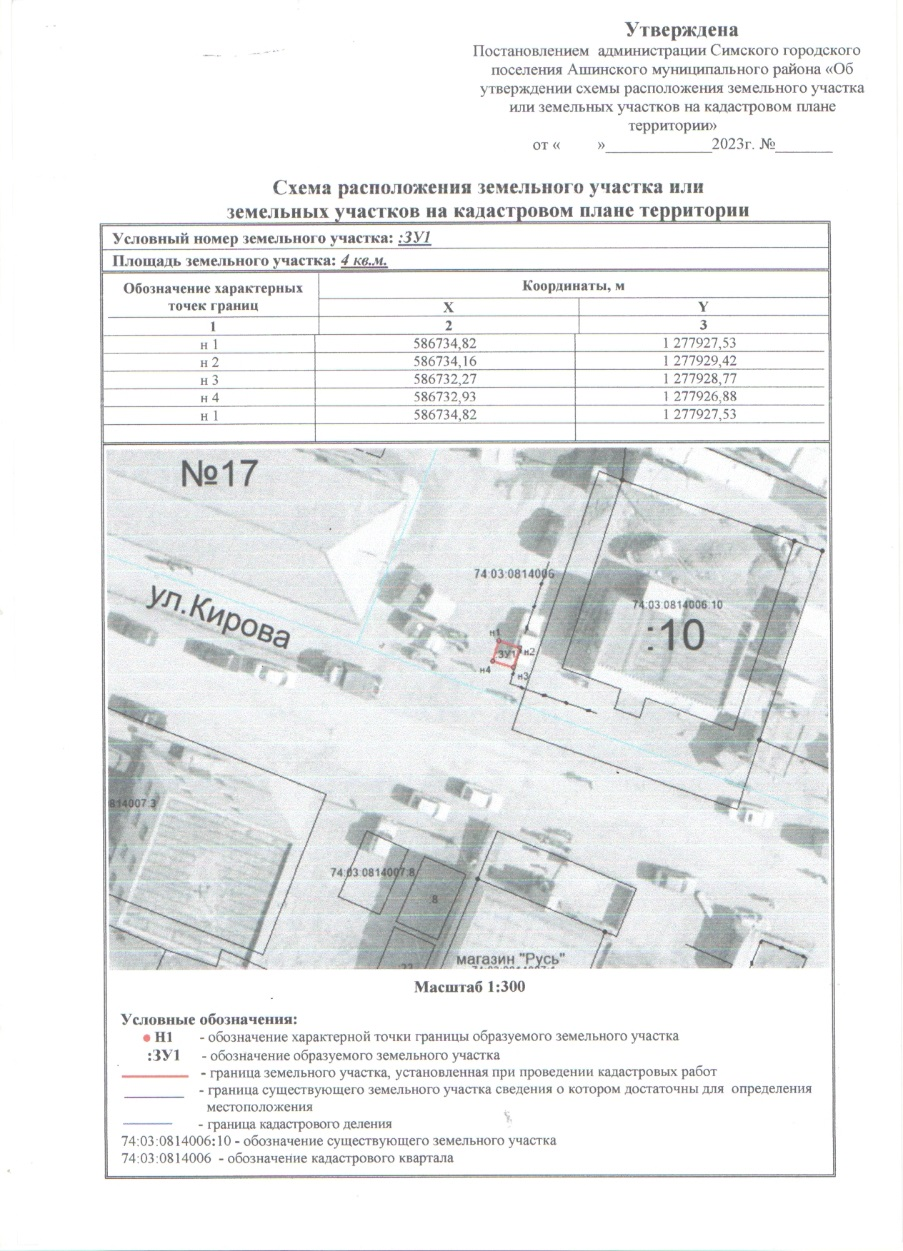 Утверждена
Постановлением администрации Симского городского
поселения Ашинского муниципального района «Об
утверждении схемы расположения земельного участка
или земельных участков на кадастровом плане
территории»
от « »______________2023г. №_______
Схема расположения земельного участка или
земельных участков на кадастровом плане территории
Условный номер земельного участка: :ЗУ1
Площадь земельного участка: 4 кв.м.
Обозначение характерных точек границ
Координаты, м
X Y
1 2 3
н 1 586734,82 1 277927,53
н 2 586734,16 1 277929,42
н 3 586732,27 1 277928,77
н 4 586732,93 1 277926,88
н 1 586734,82 1 277927,53
№17
74:03:0814006
ул.Кирова
74:03:0814006:10
:10
н1
ЗУ1
н2
н4
н3
814007:3
74:03:0814007:8
8
магазин "Русь"
Масштаб 1:300
Условные обозначения:
Н1 - обозначение характерной точки границы образуемого земельного участка
:ЗУ1 - обозначение образуемого земельного участка
- граница земельного участка, установленная при проведении кадастровых работ
- граница существующего земельного участка сведения о котором достаточны для определения
местоположения
- граница кадастрового деления
74:03:0814006:10 - обозначение существующего земельного участка
74:03:0814006 - обозначение кадастрового квартала